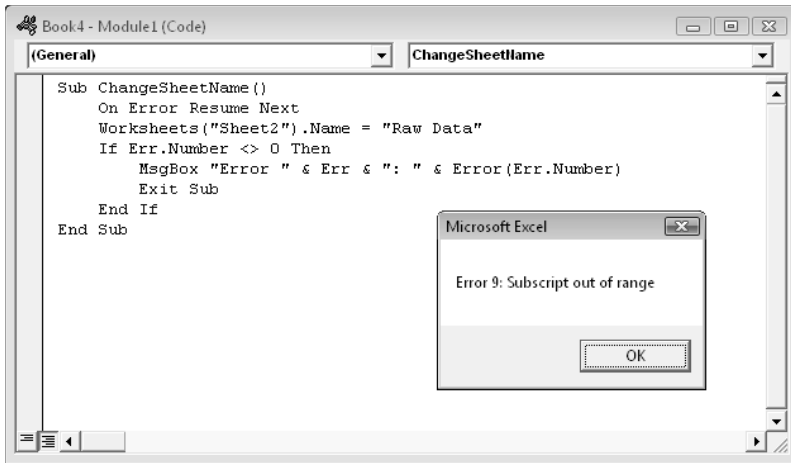 Book4 - Module1 (Code)
(General)
ChangeSheetName
Sub ChangeSheetName()
On Error Resume Next
Worksheets("Sheet2").Name = "Raw Data"
If Err.Number <> 0 Then
MsgBox "Error " & Err & ": " & Error(Err.Number)
Exit Sub
End If
End Sub
Microsoft Excel
Error 9: Subscript out of range
OK